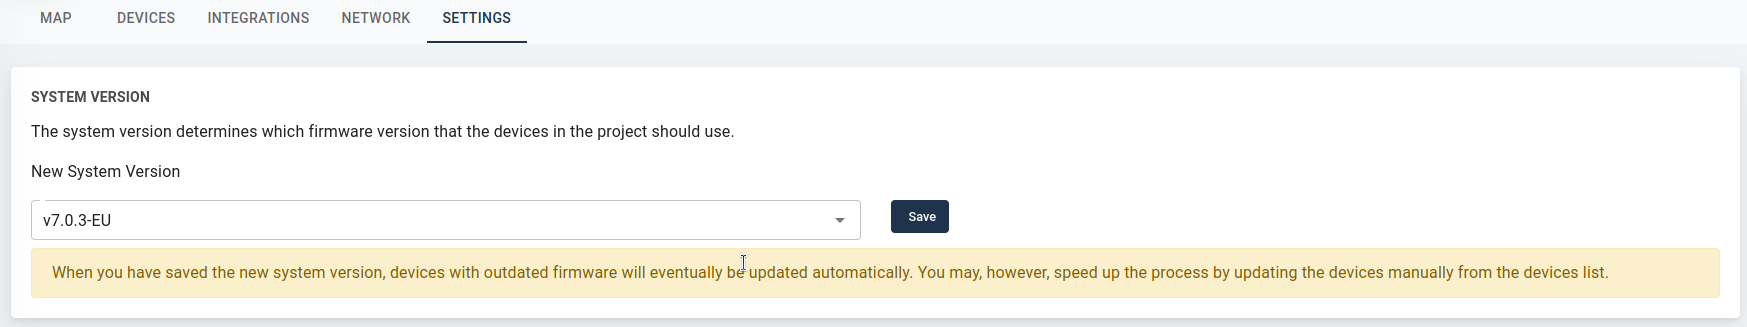 MAP DEVICES INTEGRATIONS NETWORK SETTINGS
SYSTEM VERSION
The system version determines which firmware version that the devices in the project should use.
New System Version
v7.0.3-EU Save
When you have saved the new system version, devices with outdated firmware will eventually be updated automatically. You may, however, speed up the process by updating the devices manually from the devices list.